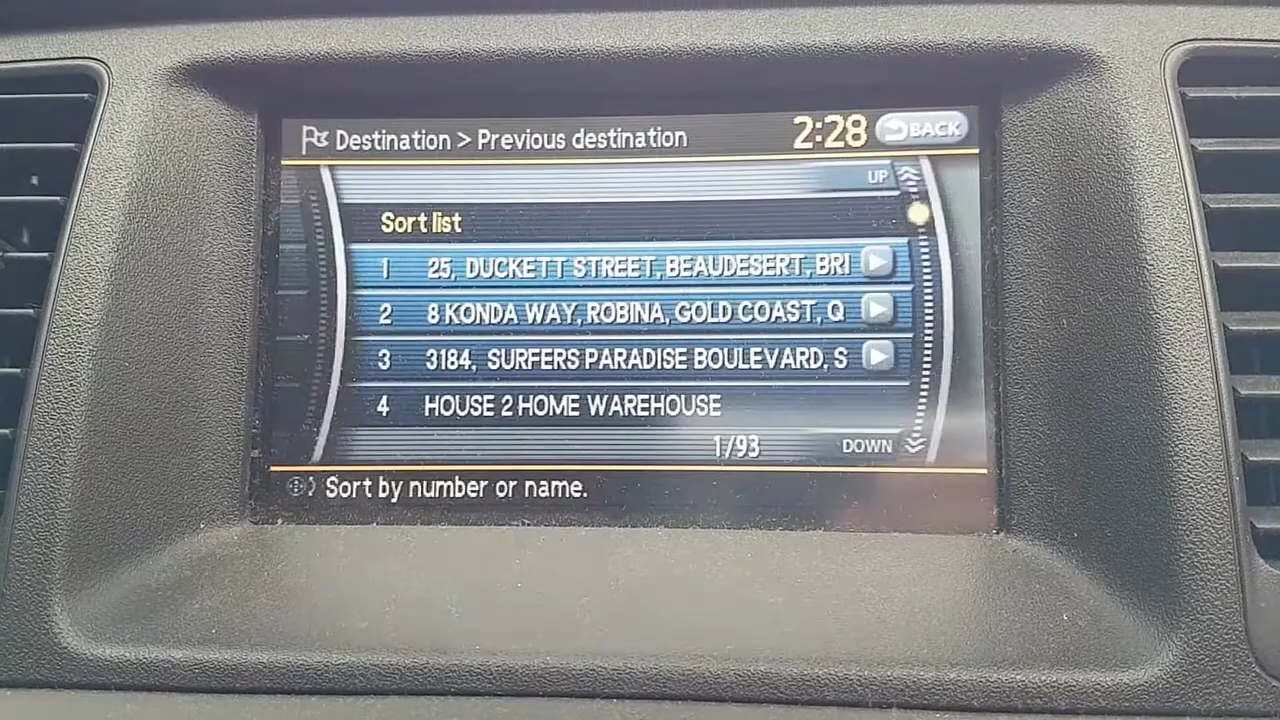 Destination > Previous destination 2:28 BACK
UP
Sort list
1 25, DUCKETT STREET, BEAUDESERT, BRI
2 8 KONDA WAY, ROBINA, GOLD COAST, Q
3 3184, SURFERS PARADISE BOULEVARD, S
4 HOUSE 2 HOME WAREHOUSE
1/93 DOWN
Sort by number or name.